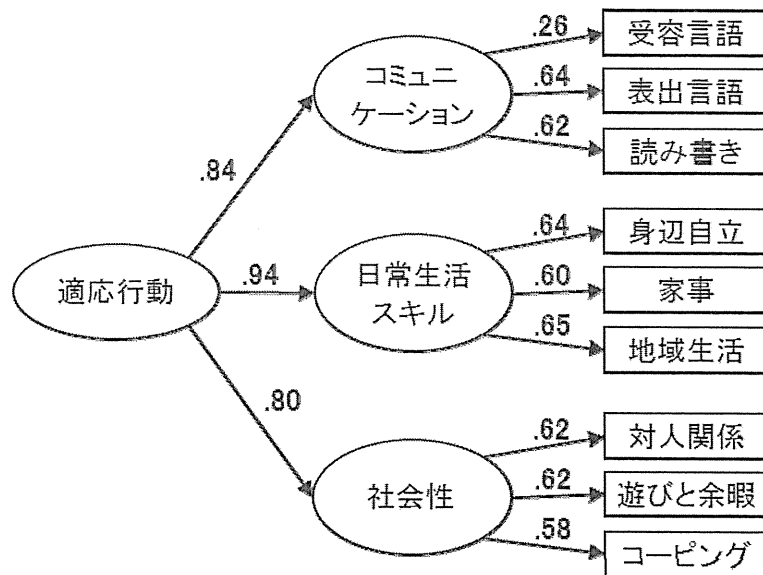 コミュニ
ケーション
.26
受容言語
.64
表出言語
.62
読み書き
.84
適応行動
.94
日常生活
スキル
.64
身辺自立
.60
家事
.65
地域生活
.80
社会性
.62
対人関係
.62
遊びと余暇
.58
コーピング